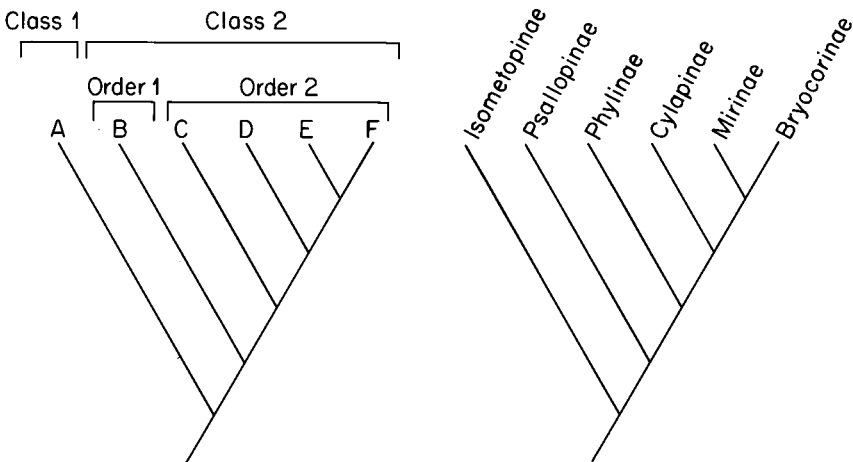 Class 1 Class 2
Order 1 Order 2
A B C D E F
Isometopinae
Psallopinae
Phylinae
Cylapinae
Mirinae
Bryocorinae